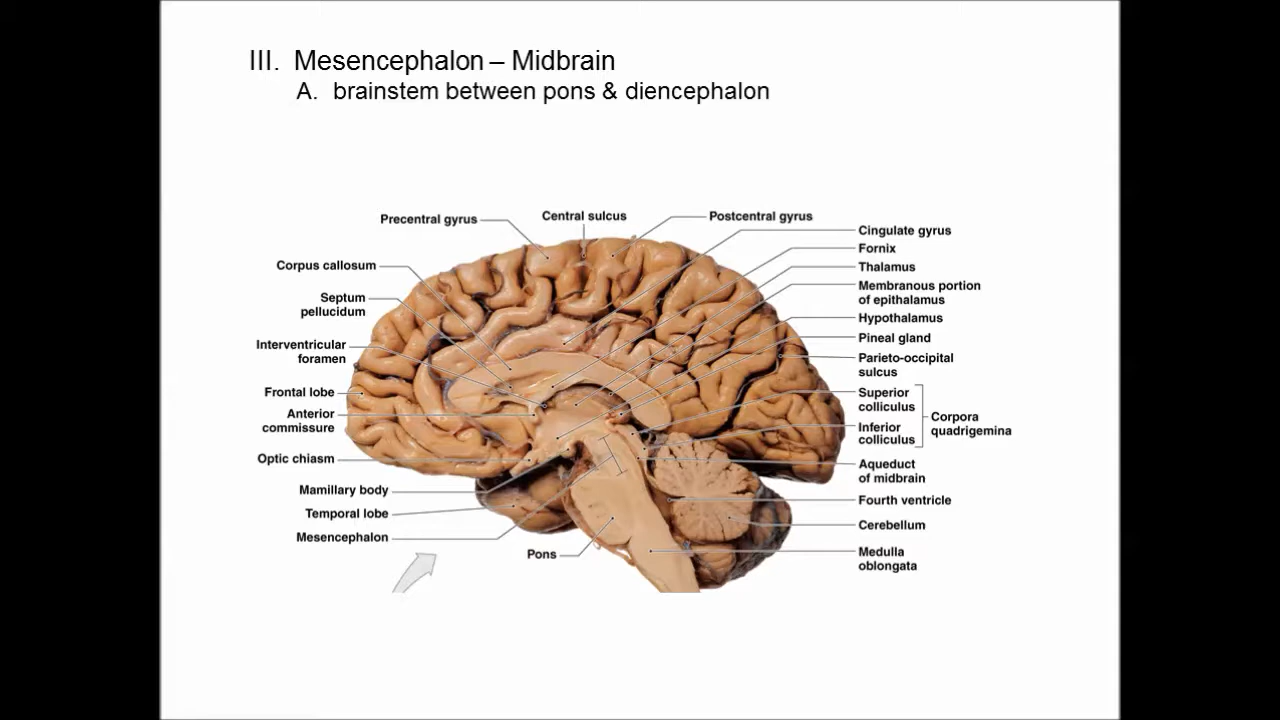 III. Mesencephalon – Midbrain
A. brainstem between pons & diencephalon
Precentral gyrus
Central sulcus
Postcentral gyrus
Corpus callosum
Septum
pellucidum
Interventricular
foramen
Frontal lobe
Anterior
commissure
Optic chiasm
Mamillary body
Temporal lobe
Mesencephalon
Pons
Cingulate gyrus
Fornix
Thalamus
Membranous portion
of epithalamus
Hypothalamus
Pineal gland
Parieto-occipital
sulcus
Superior
colliculus
Inferior
colliculus
Corpora
quadrigemina
Aqueduct
of midbrain
Fourth ventricle
Cerebellum
Medulla
oblongata